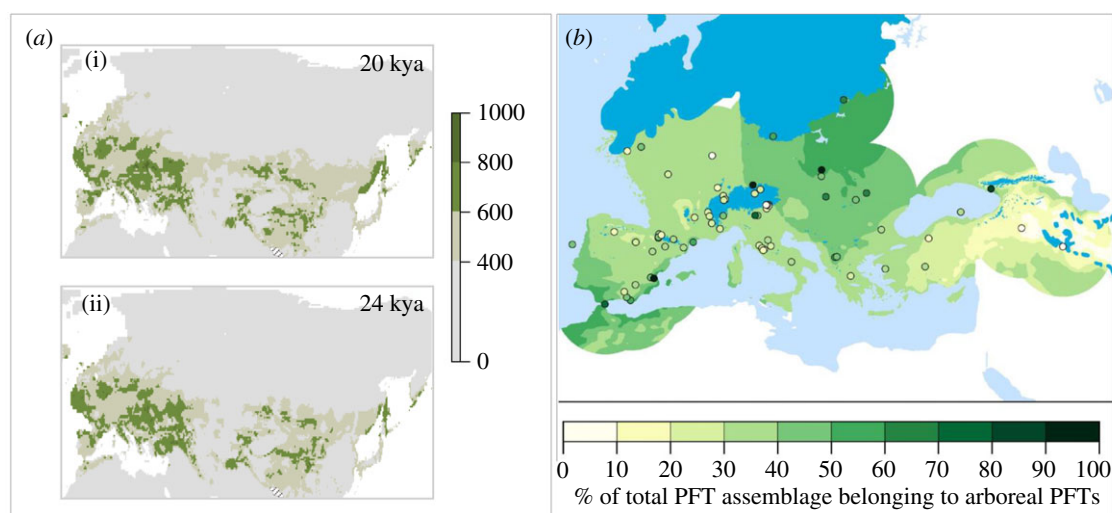 (a)
(i)
20 kya
(ii)
24 kya
1000
800
600
400
0
(b)
0 10 20 30 40 50 60 70 80 90 100
% of total PFT assemblage belonging to arboreal PFTs